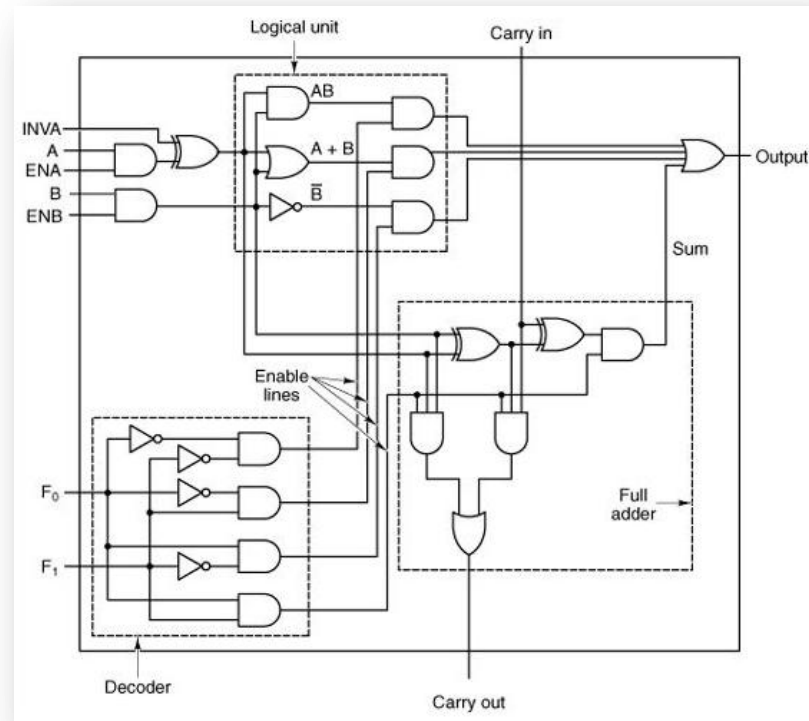 Logical unit
Carry in
INVA
A
ENA
B
ENB
AB
A + B
B̅
Output
Sum
Enable
lines
F₀
F₁
Full
adder
Decoder
Carry out